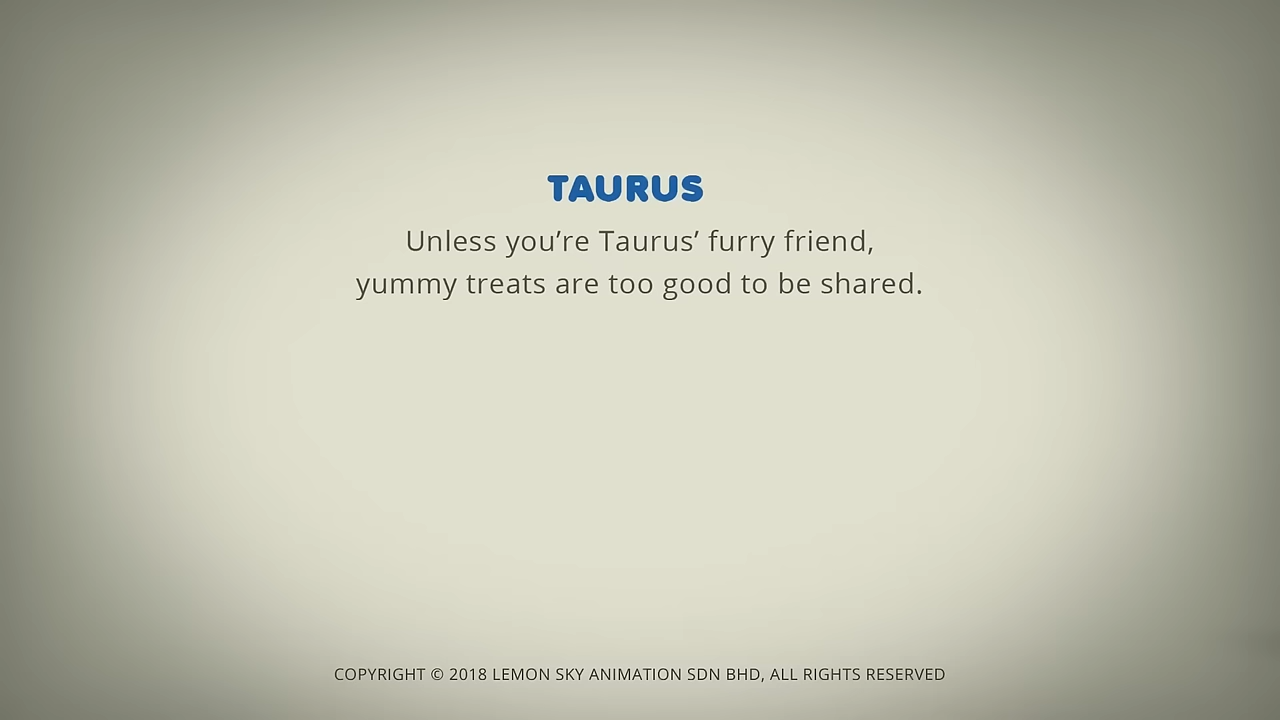 TAURUS
Unless you’re Taurus’ furry friend,
yummy treats are too good to be shared.
COPYRIGHT © 2018 LEMON SKY ANIMATION SDN BHD, ALL RIGHTS RESERVED